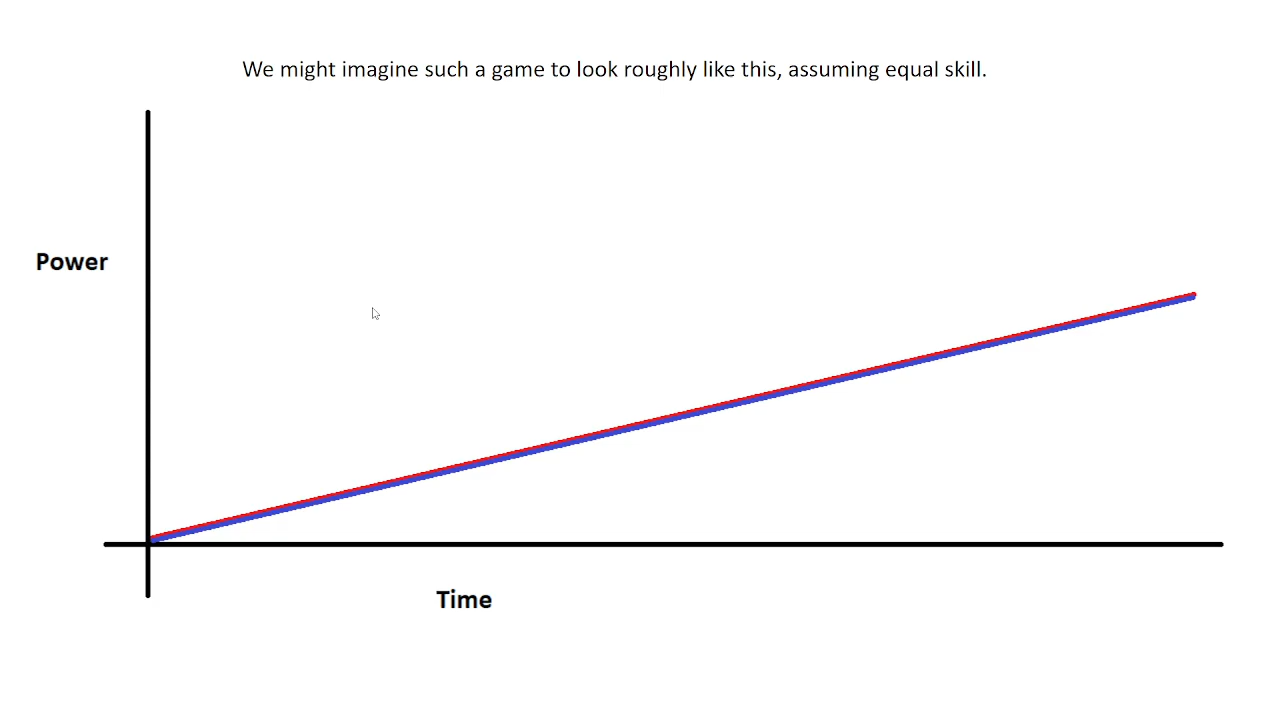 We might imagine such a game to look roughly like this, assuming equal skill.
Power
Time